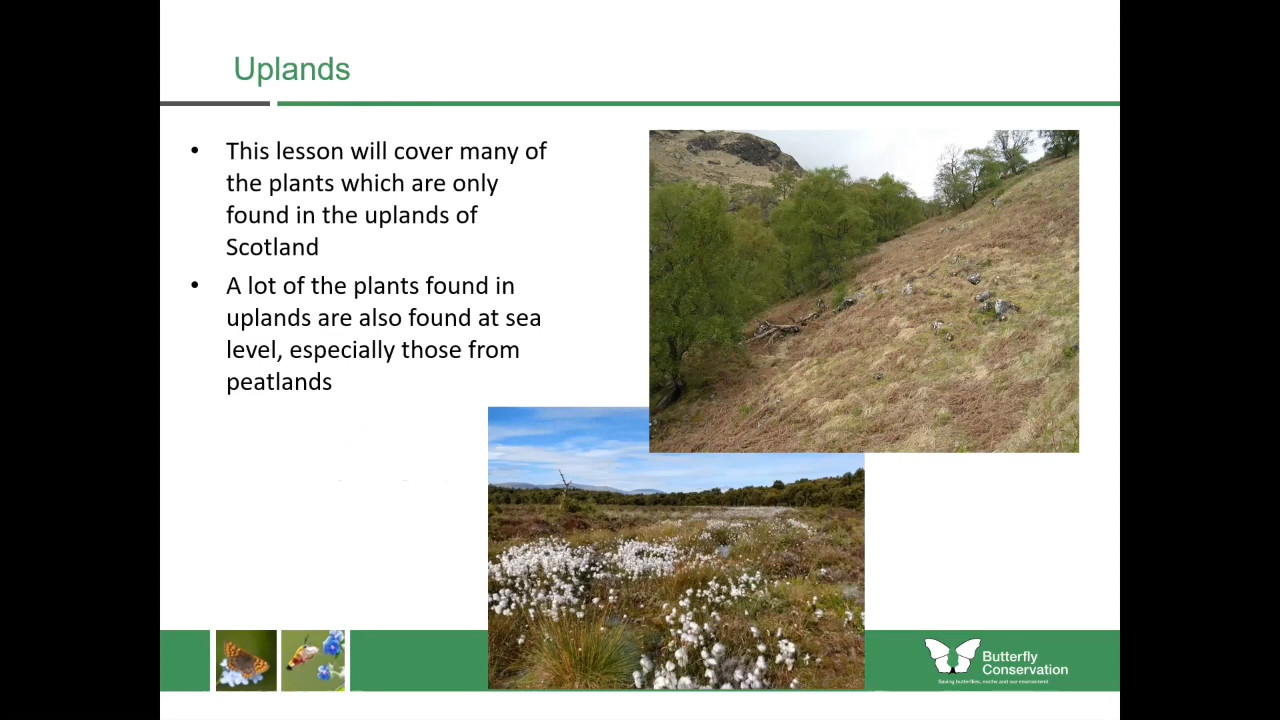 Uplands
• This lesson will cover many of
the plants which are only
found in the uplands of
Scotland
• A lot of the plants found in
uplands are also found at sea
level, especially those from
peatlands
Butterfly
Conservation
Saving butterflies, moths and our environment